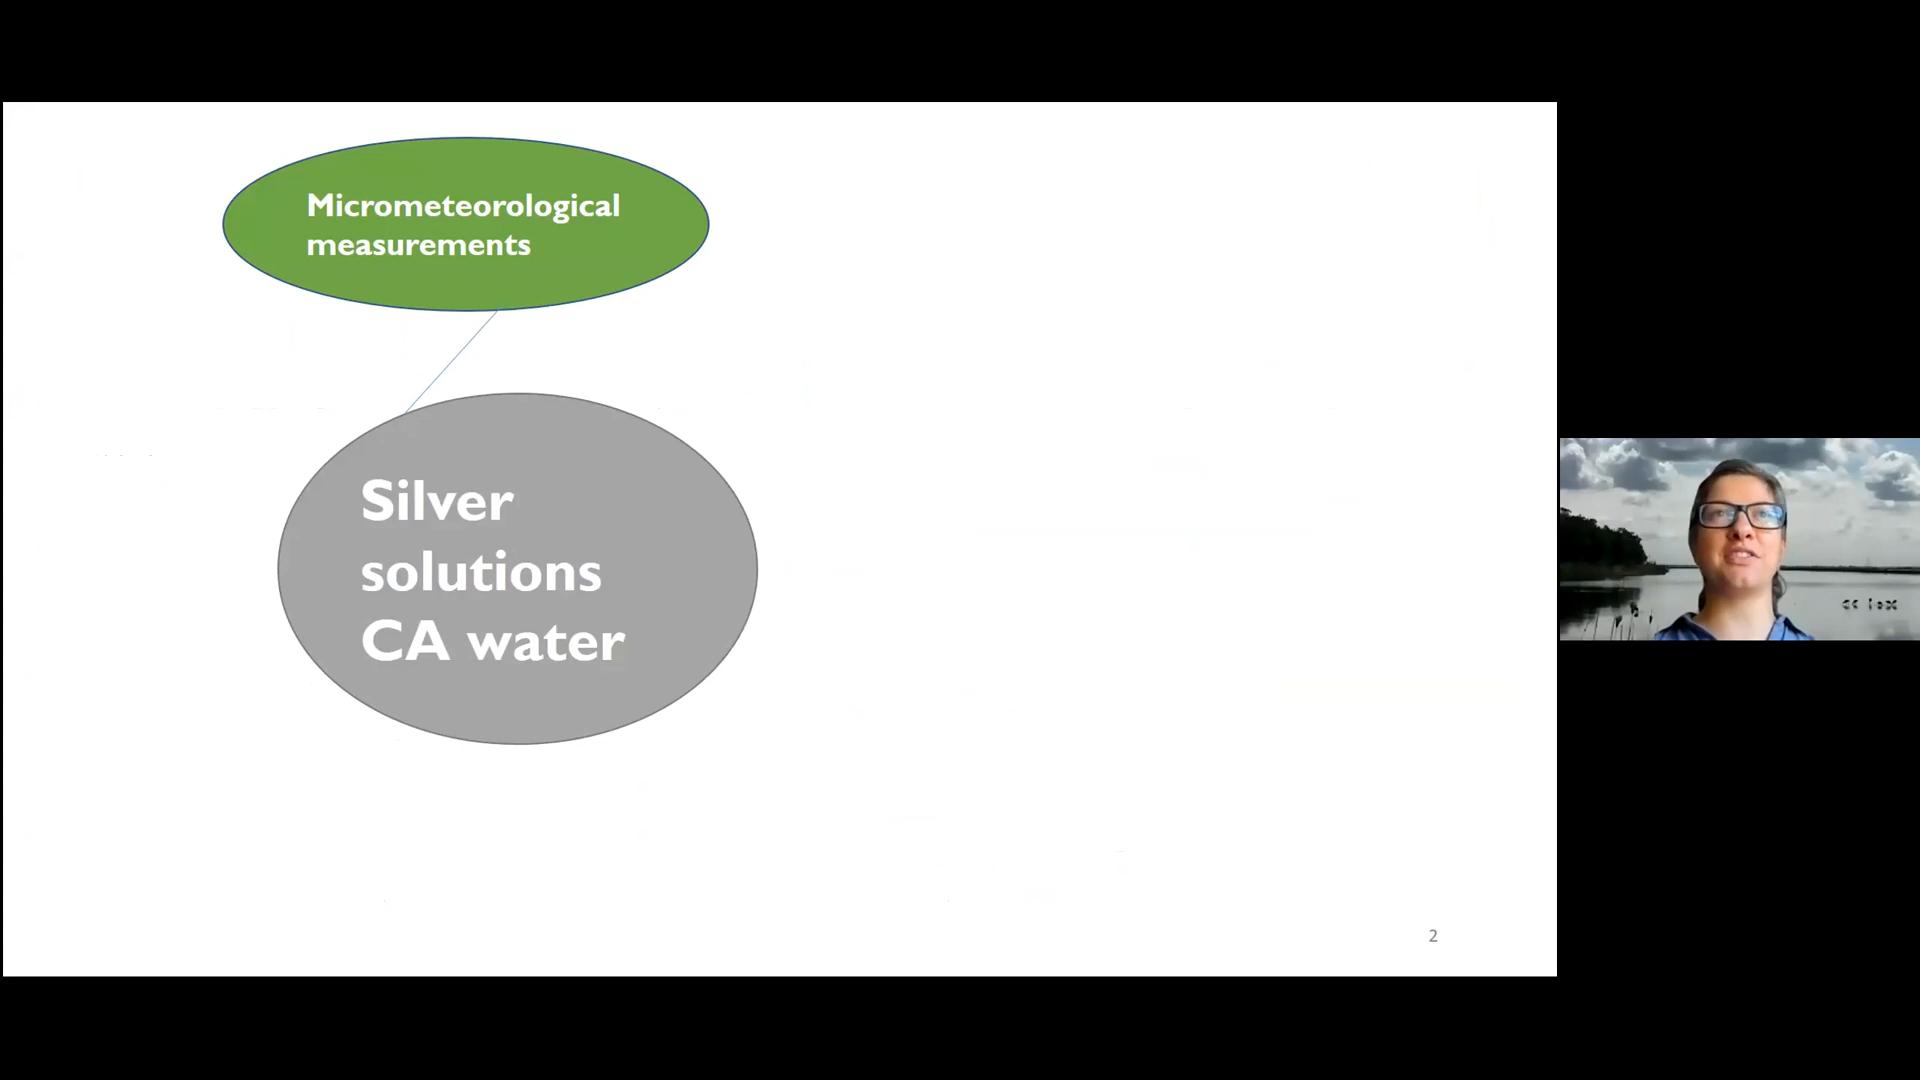 Micrometeorological
measurements
Silver
solutions
CA water
2